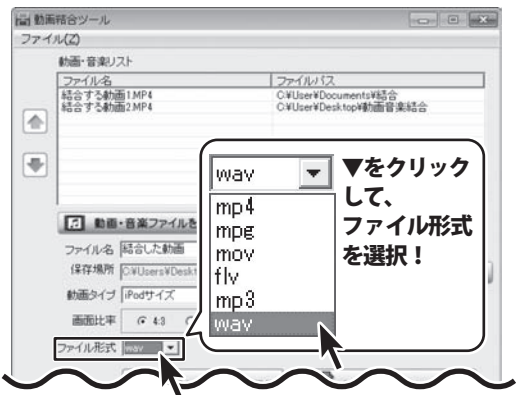 動画結合ツール
ファイル(Z)
動画・音楽リスト
ファイル名 ファイルパス
結合する動画1.MP4 C:¥User¥Documents¥結合
結合する動画2.MP4 C:¥User¥Desktop¥動画音楽結合
動画・音楽ファイルを
ファイル名 結合した動画
保存場所 C:¥Users¥Deskt
動画タイプ iPodサイズ
画面比率 4:3
ファイル形式 wav
wav
mp4
mpg
mov
flv
mp3
wav
▼をクリック
して、
ファイル形式
を選択！